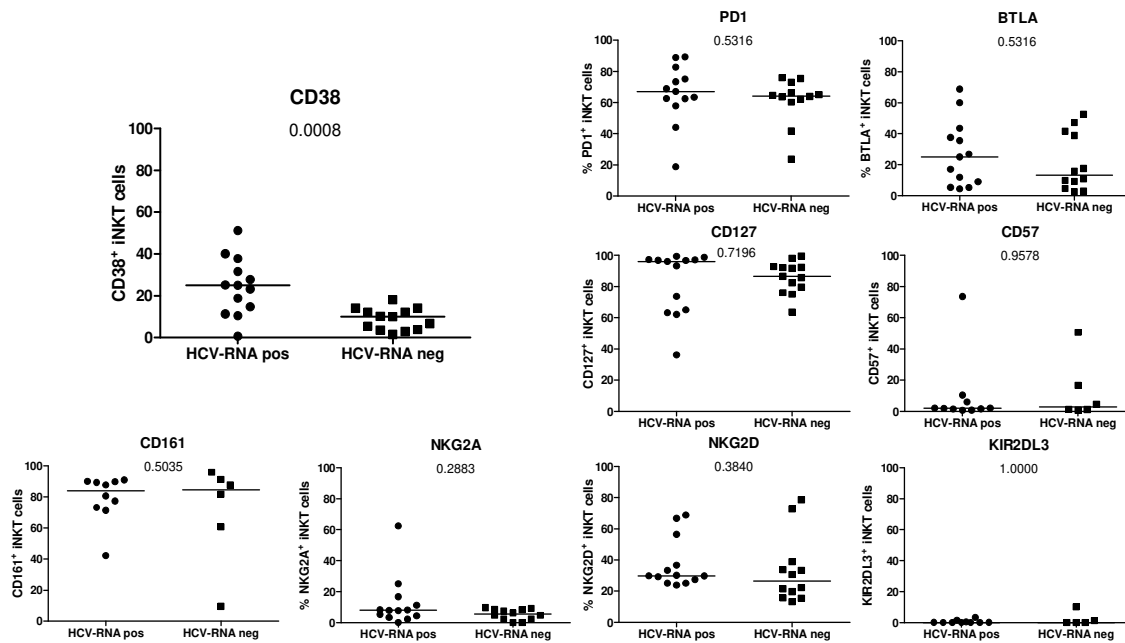 CD38
0.0008
CD38⁺ iNKT cells
100
80
60
40
20
0
HCV-RNA pos
HCV-RNA neg
PD1
0.5316
% PD1⁺ iNKT cells
100
80
60
40
20
0
HCV-RNA pos
HCV-RNA neg
BTLA
0.5316
% BTLA⁺ iNKT cells
100
80
60
40
20
0
HCV-RNA pos
HCV-RNA neg
CD127
0.7196
CD127⁺ iNKT cells
100
80
60
40
20
0
HCV-RNA pos
HCV-RNA neg
CD57
0.9578
CD57⁺ iNKT cells
100
80
60
40
20
0
HCV-RNA pos
HCV-RNA neg
CD161
0.5035
CD161⁺ iNKT cells
100
80
60
40
20
0
HCV-RNA pos
HCV-RNA neg
NKG2A
0.2883
% NKG2A⁺ iNKT cells
100
80
60
40
20
0
HCV-RNA pos
HCV-RNA neg
NKG2D
0.3840
% NKG2D⁺ iNKT cells
100
80
60
40
20
0
HCV-RNA pos
HCV-RNA neg
KIR2DL3
1.0000
KIR2DL3⁺ iNKT cells
100
80
60
40
20
0
HCV-RNA pos
HCV-RNA neg